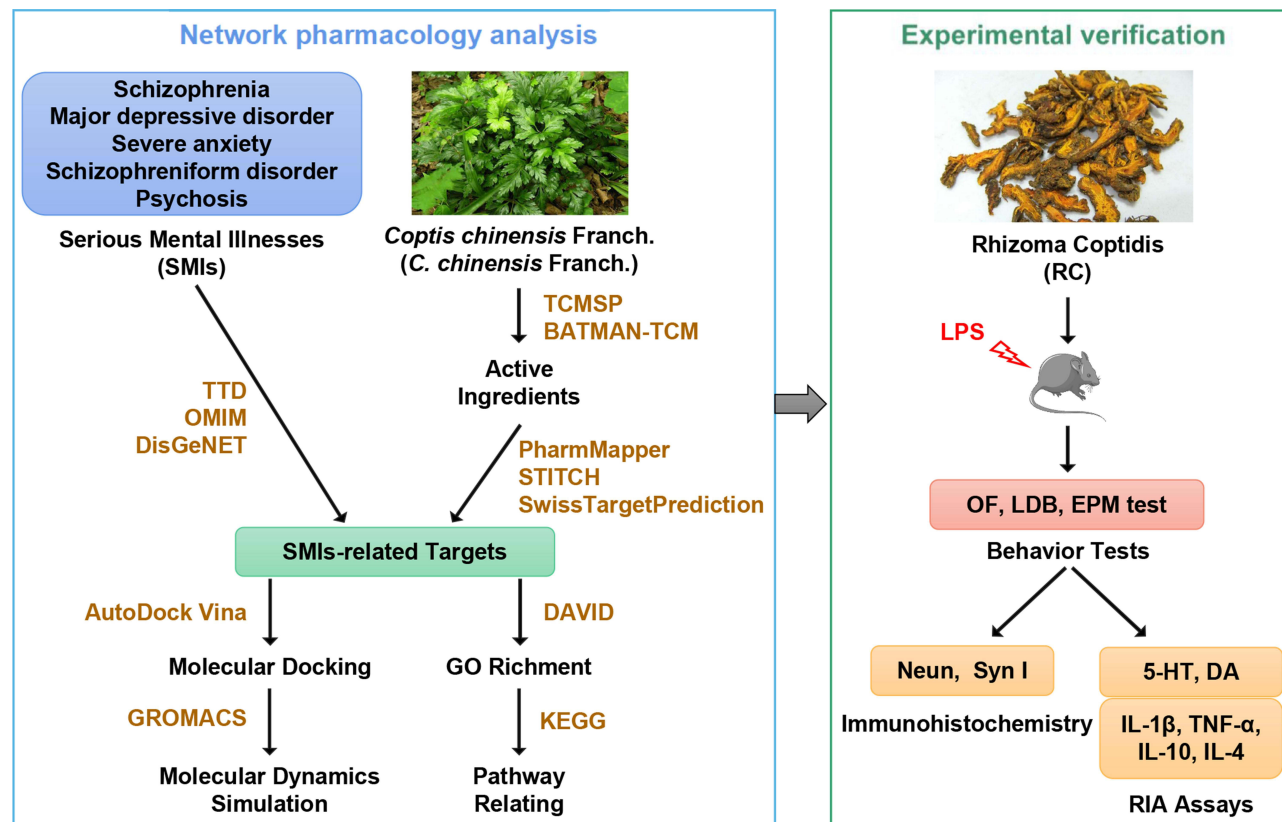 Network pharmacology analysis
Schizophrenia
Major depressive disorder
Severe anxiety
Schizophreniform disorder
Psychosis
Serious Mental Illnesses
(SMIs)
Coptis chinensis Franch.
(C. chinensis Franch.)
TCMSP
BATMAN-TCM
Active
Ingredients
TTD
OMIM
DisGeNET
PharmMapper
STITCH
SwissTargetPrediction
SMIs-related Targets
AutoDock Vina
DAVID
Molecular Docking
GO Richment
GROMACS
KEGG
Molecular Dynamics
Simulation
Pathway
Relating
Experimental verification
Rhizoma Coptidis
(RC)
LPS
OF, LDB, EPM test
Behavior Tests
Neun, Syn I
Immunohistochemistry
5-HT, DA
IL-1β, TNF-α,
IL-10, IL-4
RIA Assays